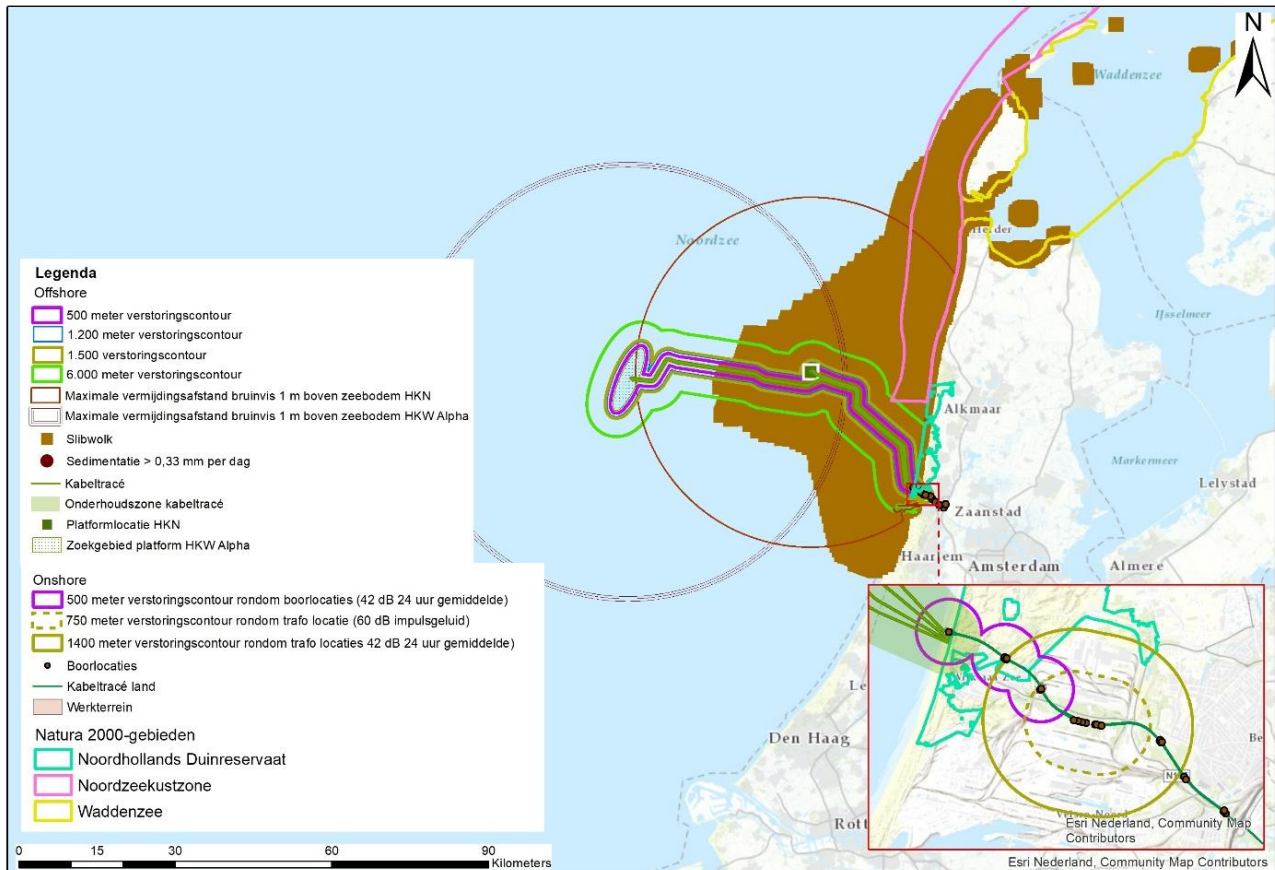 N
Waddenzee
Noordzee
Helder
IJsselmeer
Alkmaar
Markermeer
Lelystad
Zaanstad
Haarlem
Amsterdam
Almere
Den Haag
Legenda
Offshore
500 meter verstoringscontour
1.200 meter verstoringscontour
1.500 verstoringscontour
6.000 meter verstoringscontour
Maximale vermijdingsafstand bruinvis 1 m boven zeebodem HKN
Maximale vermijdingsafstand bruinvis 1 m boven zeebodem HKW Alpha
Slibwolk
Sedimentatie > 0,33 mm per dag
Kabeltracé
Onderhoudszone kabeltracé
Platformlocatie HKN
Zoekgebied platform HKW Alpha
Onshore
500 meter verstoringscontour rondom boorlocaties (42 dB 24 uur gemiddelde)
750 meter verstoringscontour rondom trafo locatie (60 dB impulsgeluid)
1400 meter verstoringscontour rondom trafo locaties 42 dB 24 uur gemiddelde
Boorlocaties
Kabeltracé land
Werkterrein
Natura 2000-gebieden
Noordhollands Duinreservaat
Noordzeekustzone
Waddenzee
0 15 30 60 90
Kilometers
Le
Rott
Be
Esri Nederland, Community Map
Contributors
Esri Nederland, Community Map Contributors